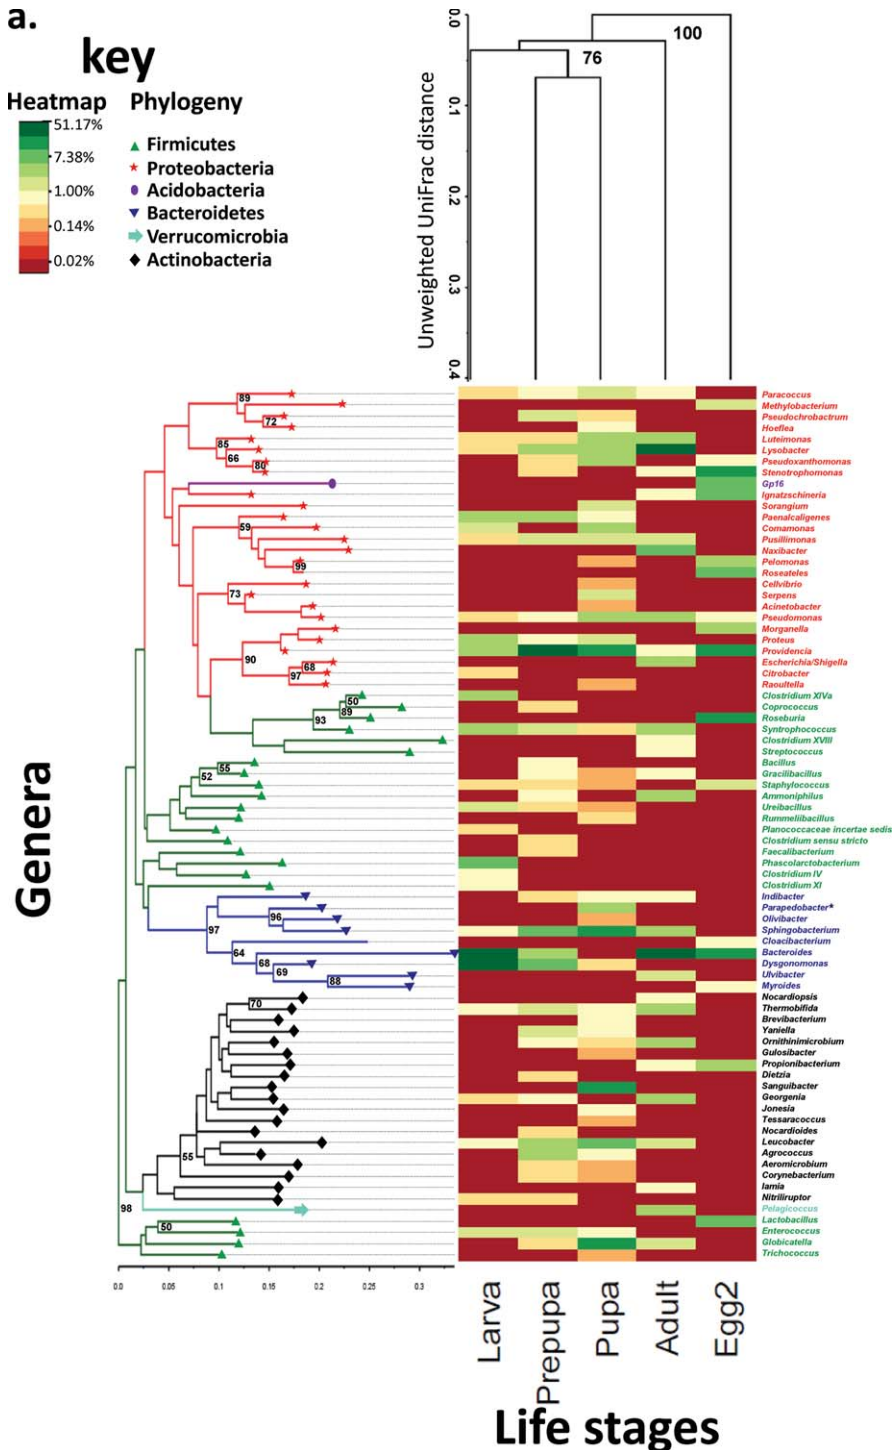 a.
key
Heatmap
Phylogeny
51.17%
7.38%
1.00%
0.14%
0.02%
Firmicutes
Proteobacteria
Acidobacteria
Bacteroidetes
Verrucomicrobia
Actinobacteria
Unweighted UniFrac distance
0.0
0.1
0.2
0.3
0.4
100
76
Genera
89
72
85
66
80
59
99
73
90
68
97
50
89
93
55
52
96
97
64
68
69
88
70
55
98
50
Paracoccus
Methylobacterium
Pseudochrobactrum
Hoeflea
Luteimonas
Lysobacter
Pseudoxanthomonas
Stenotrophomonas
Gp16
Ignatzschineria
Sorangium
Paenalcaligenes
Comamonas
Pusillimonas
Naxibacter
Pelomonas
Roseateles
Cellvibrio
Serpens
Acinetobacter
Pseudomonas
Morganella
Proteus
Providencia
Escherichia/Shigella
Citrobacter
Raoultella
Clostridium XIVa
Coprococcus
Roseburia
Syntrophococcus
Clostridium XVIII
Streptococcus
Bacillus
Gracilibacillus
Staphylococcus
Ammoniphilus
Ureibacillus
Rummeliibacillus
Planococcaceae incertae sedis
Clostridium sensu stricto
Faecalibacterium
Phascolarctobacterium
Clostridium IV
Clostridium XI
Indibacter
Parapedobacter*
Olivibacter
Sphingobacterium
Cloacibacterium
Bacteroides
Dysgonomonas
Ulvibacter
Myroides
Nocardiopsis
Thermobifida
Brevibacterium
Yaniella
Ornithinimicrobium
Gulosibacter
Propionibacterium
Dietzia
Sanguibacter
Georgenia
Jonesia
Tessaracoccus
Nocardioides
Leucobacter
Agrococcus
Aeromicrobium
Corynebacterium
Iamia
Nitriliruptor
Pelagicoccus
Lactobacillus
Enterococcus
Globicatella
Trichococcus
0.0
0.05
0.1
0.15
0.2
0.25
0.3
Larva
Prepupa
Pupa
Adult
Egg2
Life stages